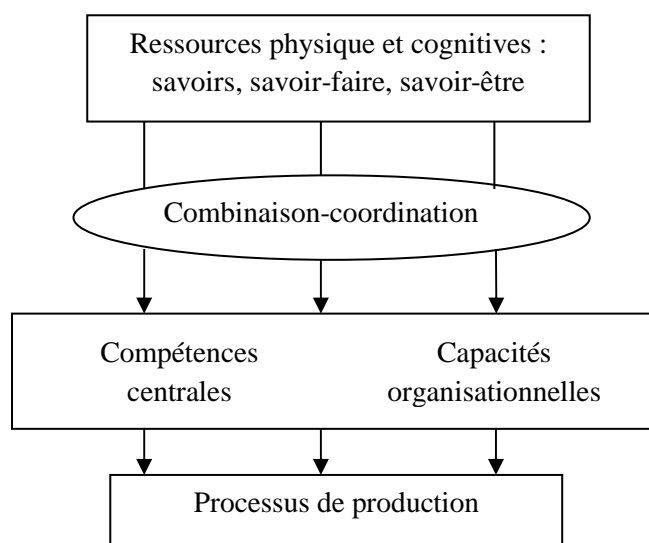 Ressources physique et cognitives :
savoirs, savoir-faire, savoir-être
Combinaison-coordination
Compétences
centrales
Capacités
organisationnelles
Processus de production